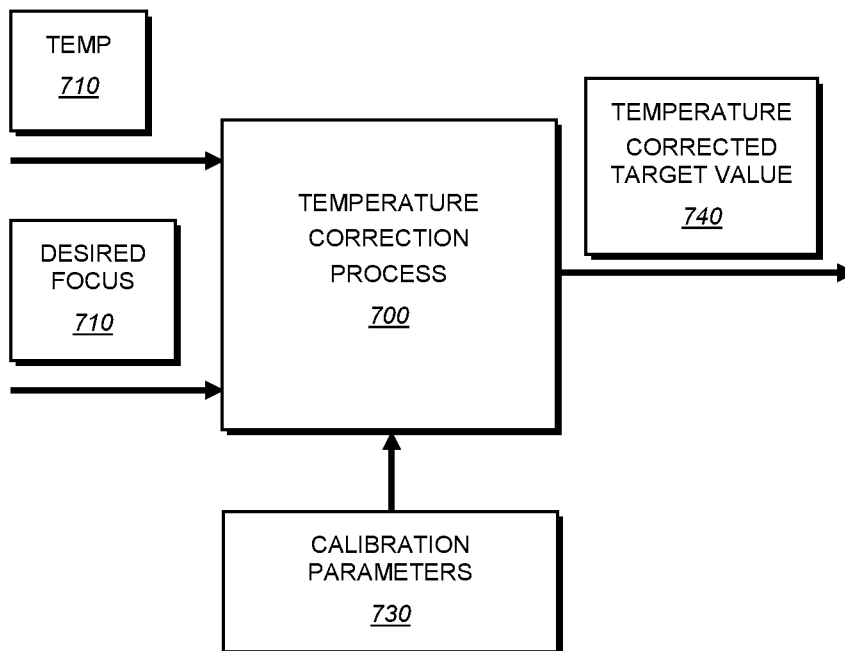 TEMP
710
DESIRED
FOCUS
710
TEMPERATURE
CORRECTION
PROCESS
700
TEMPERATURE
CORRECTED
TARGET VALUE
740
CALIBRATION
PARAMETERS
730